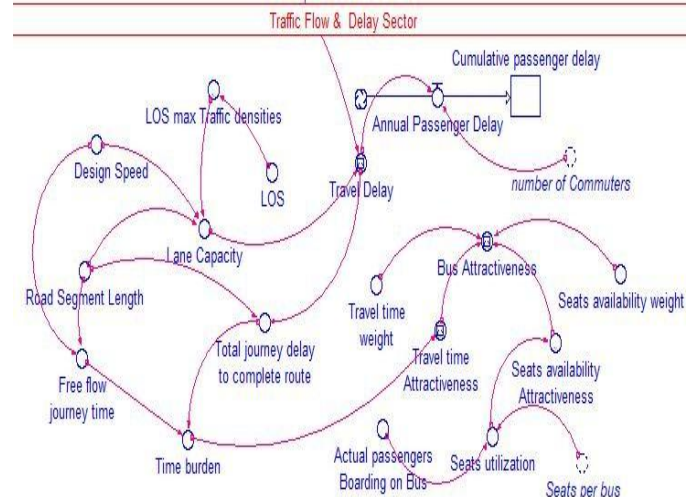 Traffic Flow & Delay Sector
Cumulative passenger delay
LOS max Traffic densities
Annual Passenger Delay
Design Speed
LOS
Travel Delay
number of Commuters
Lane Capacity
Bus Attractiveness
Road Segment Length
Travel time
weight
Seats availability weight
Total journey delay
to complete route
Travel time
Attractiveness
Seats availability
Attractiveness
Free flow
journey time
Time burden
Actual passengers
Boarding on Bus
Seats utilization
Seats per bus